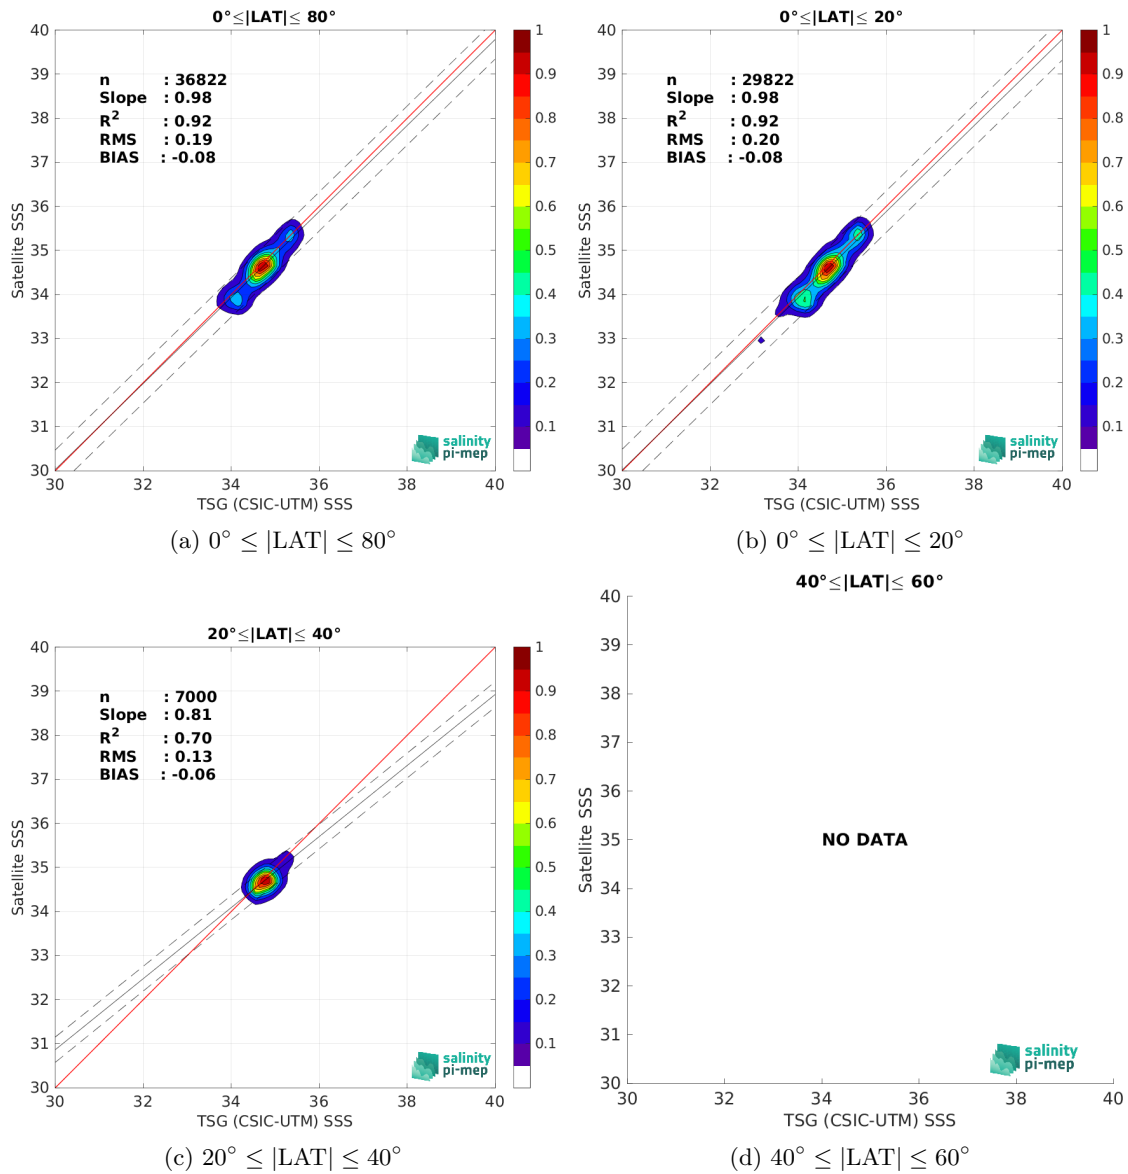 0°≤|LAT|≤ 80°
n : 36822
Slope : 0.98
R2 : 0.92
RMS : 0.19
BIAS : -0.08
40
39
38
37
36
35
34
33
32
31
30
Satellite SSS
30 32 34 36 38 40
TSG (CSIC-UTM) SSS
1
0.9
0.8
0.7
0.6
0.5
0.4
0.3
0.2
0.1
salinity
pi-mep
(a) 0° ≤ |LAT| ≤ 80°
0°≤|LAT|≤ 20°
n : 29822
Slope : 0.98
R2 : 0.92
RMS : 0.20
BIAS : -0.08
40
39
38
37
36
35
34
33
32
31
30
Satellite SSS
30 32 34 36 38 40
TSG (CSIC-UTM) SSS
1
0.9
0.8
0.7
0.6
0.5
0.4
0.3
0.2
0.1
salinity
pi-mep
(b) 0° ≤ |LAT| ≤ 20°
20°≤|LAT|≤ 40°
n : 7000
Slope : 0.81
R2 : 0.70
RMS : 0.13
BIAS : -0.06
40
39
38
37
36
35
34
33
32
31
30
Satellite SSS
30 32 34 36 38 40
TSG (CSIC-UTM) SSS
1
0.9
0.8
0.7
0.6
0.5
0.4
0.3
0.2
0.1
salinity
pi-mep
(c) 20° ≤ |LAT| ≤ 40°
40°≤|LAT|≤ 60°
40
39
38
37
36
35
34
33
32
31
30
Satellite SSS
NO DATA
30 32 34 36 38 40
TSG (CSIC-UTM) SSS
salinity
pi-mep
(d) 40° ≤ |LAT| ≤ 60°